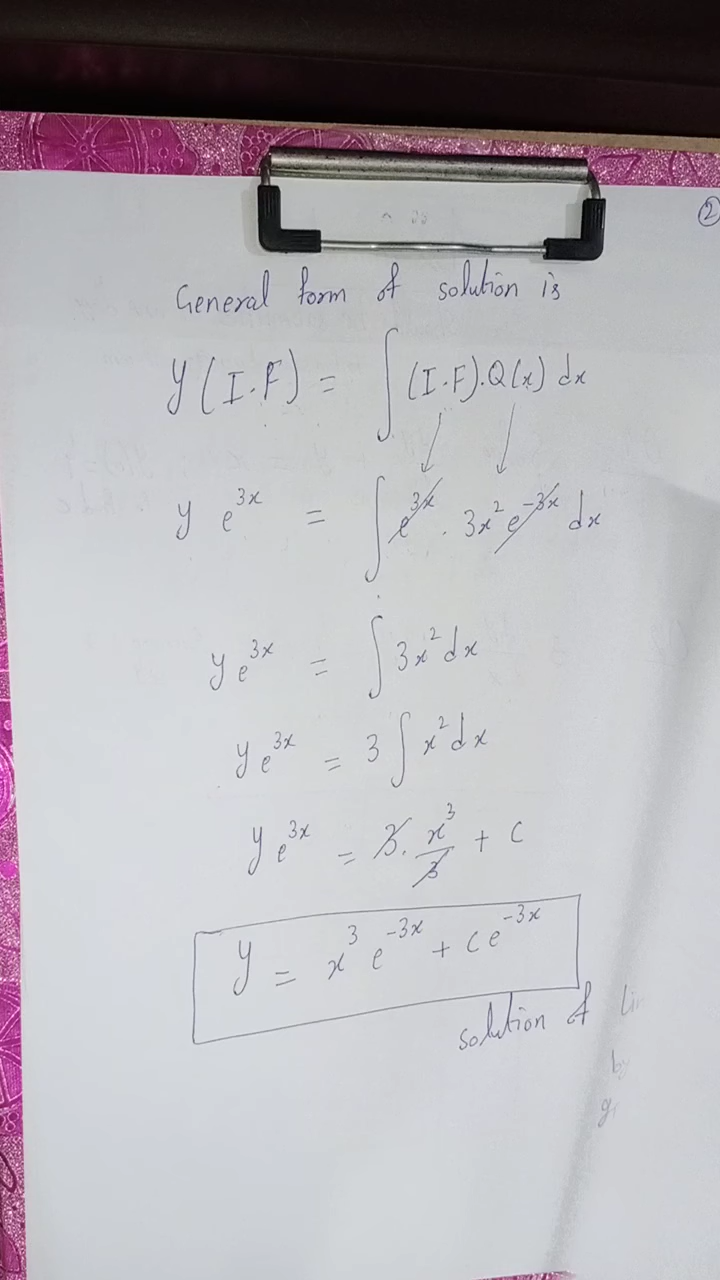 ②
General form of solution is
y(I.F) = ∫(I.F).Q(x) dx
y e^{3x} = ∫e^{3x} . 3x^2 e^{-3x} dx
y e^{3x} = ∫3x^2 dx
y e^{3x} = 3∫x^2 dx
y e^{3x} = 3. x^3/3 + c
y = x^3 e^{-3x} + ce^{-3x}
solution of